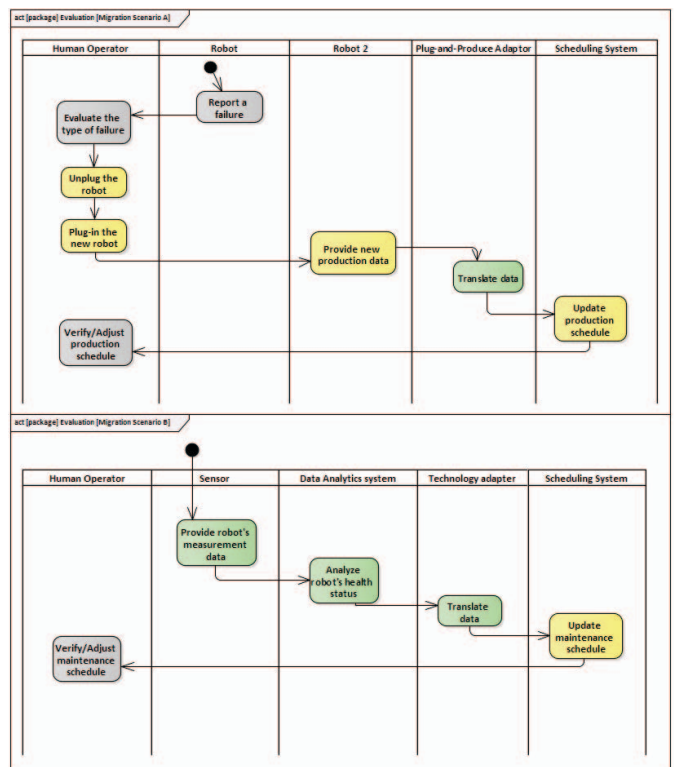 act [package] Evaluation [Migration Scenario A]
Human Operator
Robot
Robot 2
Plug-and-Produce Adaptor
Scheduling System
Report a
failure
Evaluate the
type of failure
Unplug the
robot
Plug-in the
new robot
Provide new
production data
Translate data
Update
production
schedule
Verify/Adjust
production
schedule
act [package] Evaluation [Migration Scenario B]
Human Operator
Sensor
Data Analytics system
Technology adapter
Scheduling System
Provide robot's
measurement
data
Analyze
robot's health
status
Translate
data
Update
maintenance
schedule
Verify/Adjust
maintenance
schedule